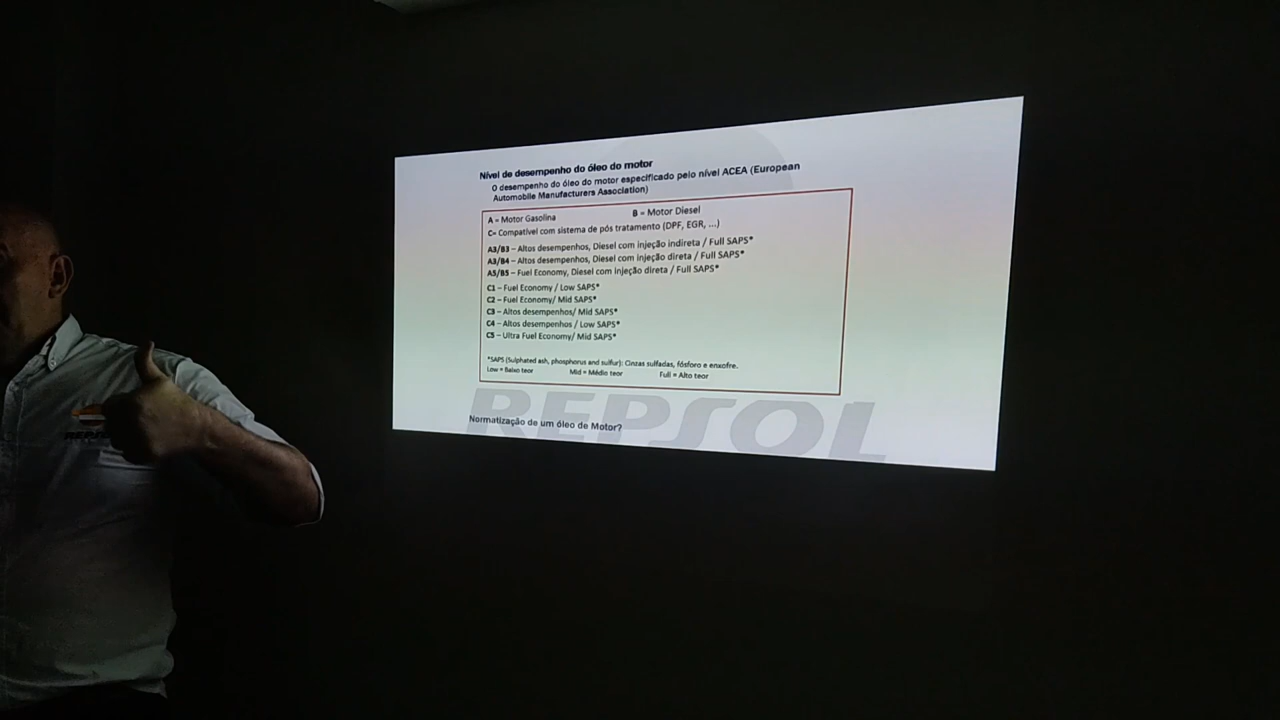 Nível de desempenho do óleo do motor
O desempenho do óleo do motor especificado pelo nível ACEA (European
Automobile Manufacturers Association)
A = Motor Gasolina B = Motor Diesel
C= Compatível com sistema de pós tratamento (DPF, EGR, ...)
A3/B3 – Altos desempenhos, Diesel com injeção indireta / Full SAPS*
A3/B4 – Altos desempenhos, Diesel com injeção direta / Full SAPS*
A5/B5 – Fuel Economy, Diesel com injeção direta / Full SAPS*
C1 – Fuel Economy / Low SAPS*
C2 – Fuel Economy/ Mid SAPS*
C3 – Altos desempenhos/ Mid SAPS*
C4 – Altos desempenhos / Low SAPS*
C5 – Ultra Fuel Economy/ Mid SAPS*
*SAPS (Sulphated ash, phosphorus and sulfur): Cinzas sulfadas, fósforo e enxofre.
Low = Baixo teor Mid = Médio teor Full = Alto teor
REPSOL
Normatização de um óleo de Motor?